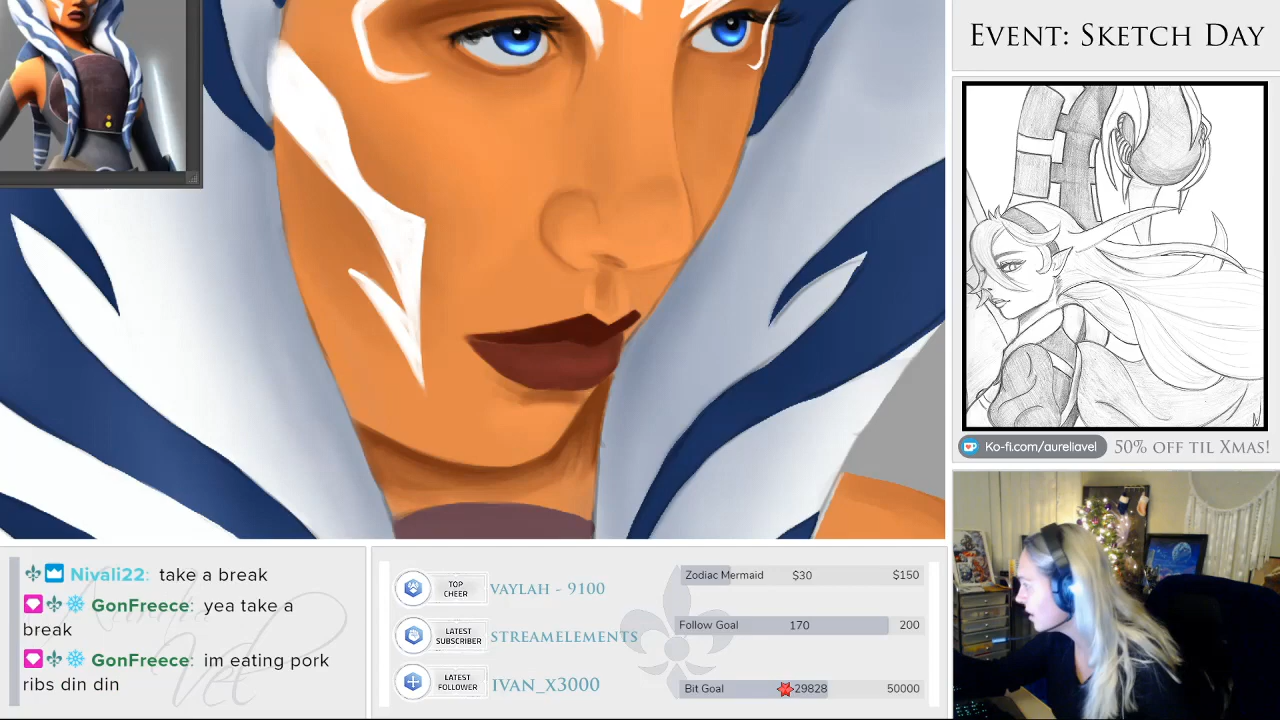 Event: Sketch Day
Ko-fi.com/aureliavel
50% off til Xmas!
Nivali22: take a break
GonFreece: yea take a
break
GonFreece: im eating pork
ribs din din
TOP
CHEER
VAYLAH - 9100
LATEST
SUBSCRIBER
STREAMELEMENTS
LATEST
FOLLOWER
IVAN_X3000
Zodiac Mermaid $30 $150
Follow Goal 170 200
Bit Goal 29828 50000